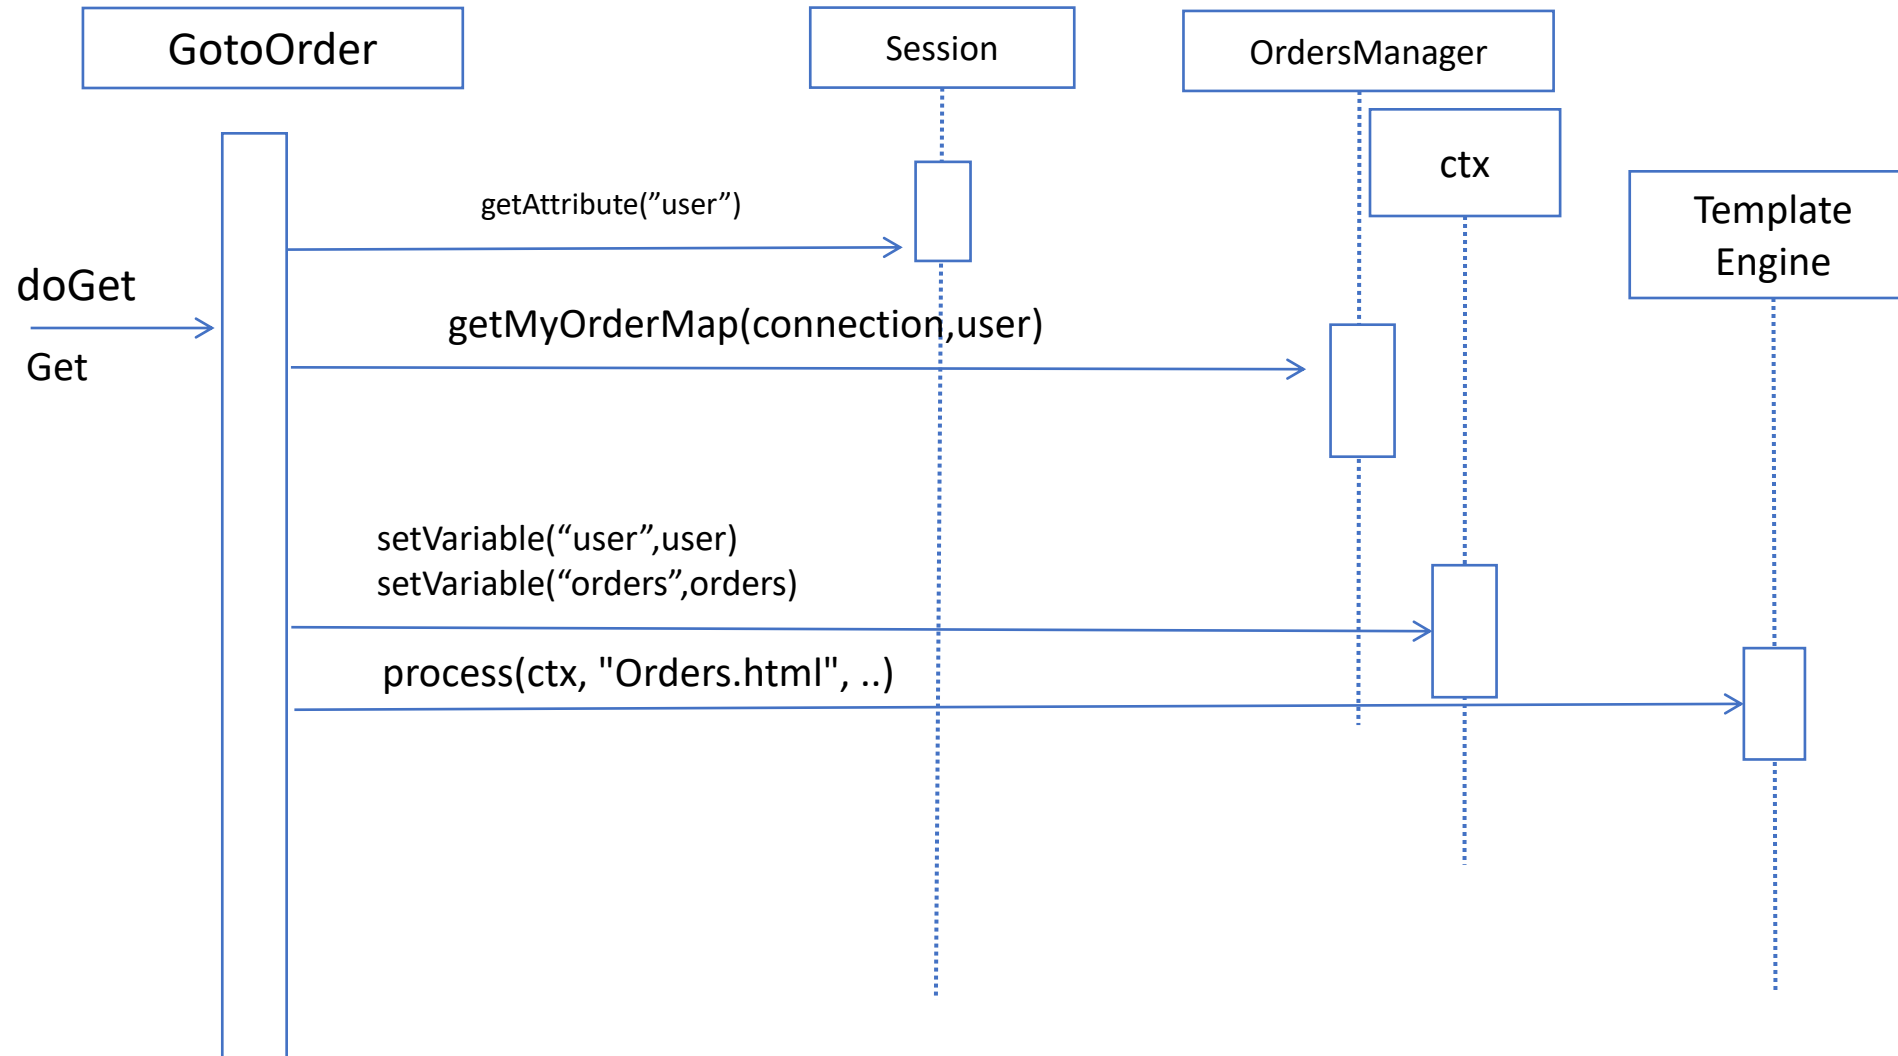 GotoOrder
Session
OrdersManager
ctx
Template
Engine
getAttribute(”user”)
doGet
Get
getMyOrderMap(connection,user)
setVariable(“user”,user)
setVariable(“orders”,orders)
process(ctx, "Orders.html", ..)